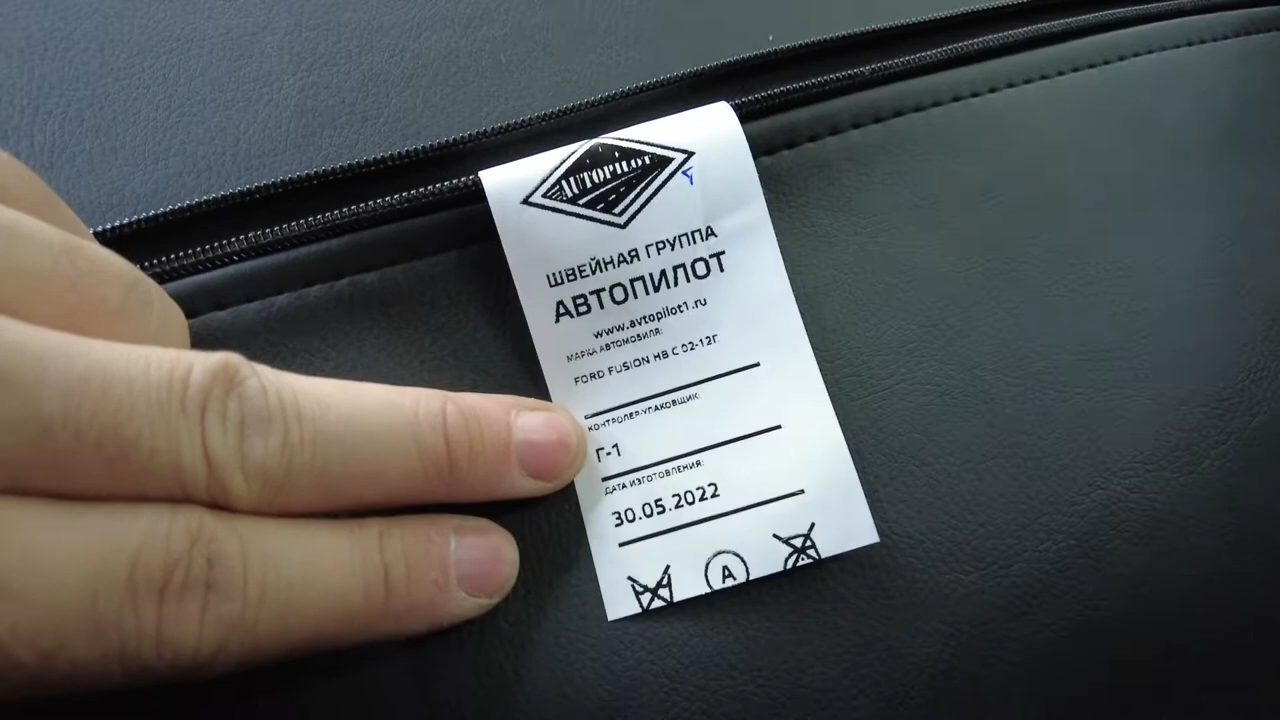 AUTOPILOT
ШВЕЙНАЯ ГРУППА
АВТОПИЛОТ
www.avtopilot1.ru
МАРКА АВТОМОБИЛЯ:
FORD FUSION HB С 02-12Г.
КОНТРОЛЕР-УПАКОВЩИК:
Г-1
ДАТА ИЗГОТОВЛЕНИЯ:
30.05.2022
A